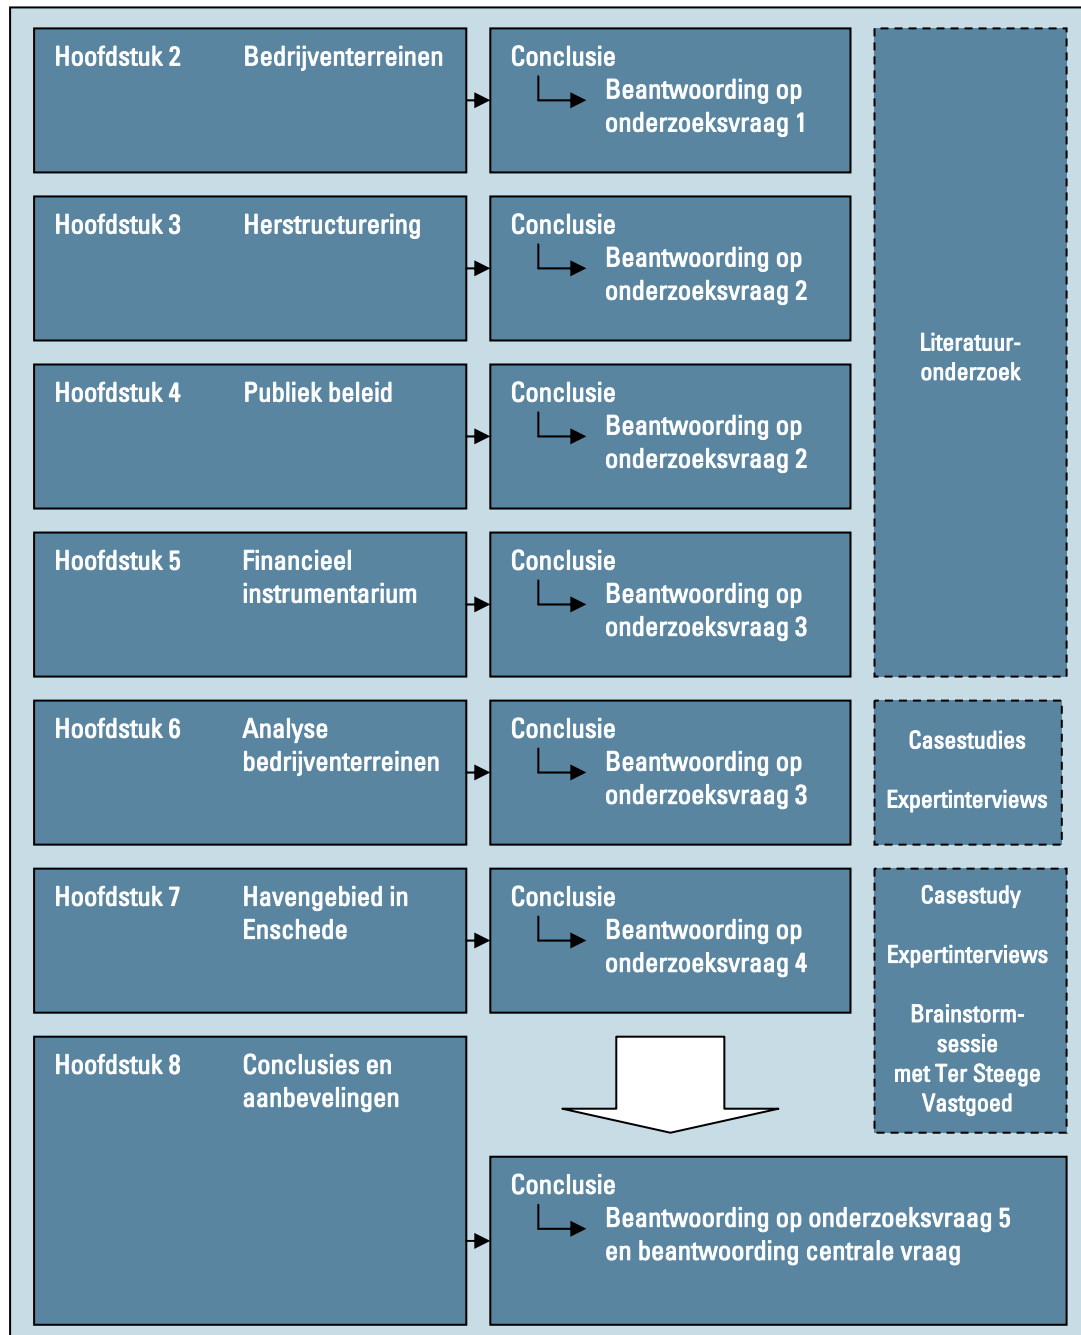 Hoofdstuk 2 Bedrijventerreinen
Conclusie
Beantwoording op
onderzoeksvraag 1
Hoofdstuk 3 Herstructurering
Conclusie
Beantwoording op
onderzoeksvraag 2
Hoofdstuk 4 Publiek beleid
Conclusie
Beantwoording op
onderzoeksvraag 2
Hoofdstuk 5 Financieel
instrumentarium
Conclusie
Beantwoording op
onderzoeksvraag 3
Literatuur-
onderzoek
Hoofdstuk 6 Analyse
bedrijventerreinen
Conclusie
Beantwoording op
onderzoeksvraag 3
Casestudies
Expertinterviews
Hoofdstuk 7 Havengebied in
Enschede
Conclusie
Beantwoording op
onderzoeksvraag 4
Casestudy
Expertinterviews
Brainstorm-
sessie
met Ter Steege
Vastgoed
Hoofdstuk 8 Conclusies en
aanbevelingen
Conclusie
Beantwoording op onderzoeksvraag 5
en beantwoording centrale vraag